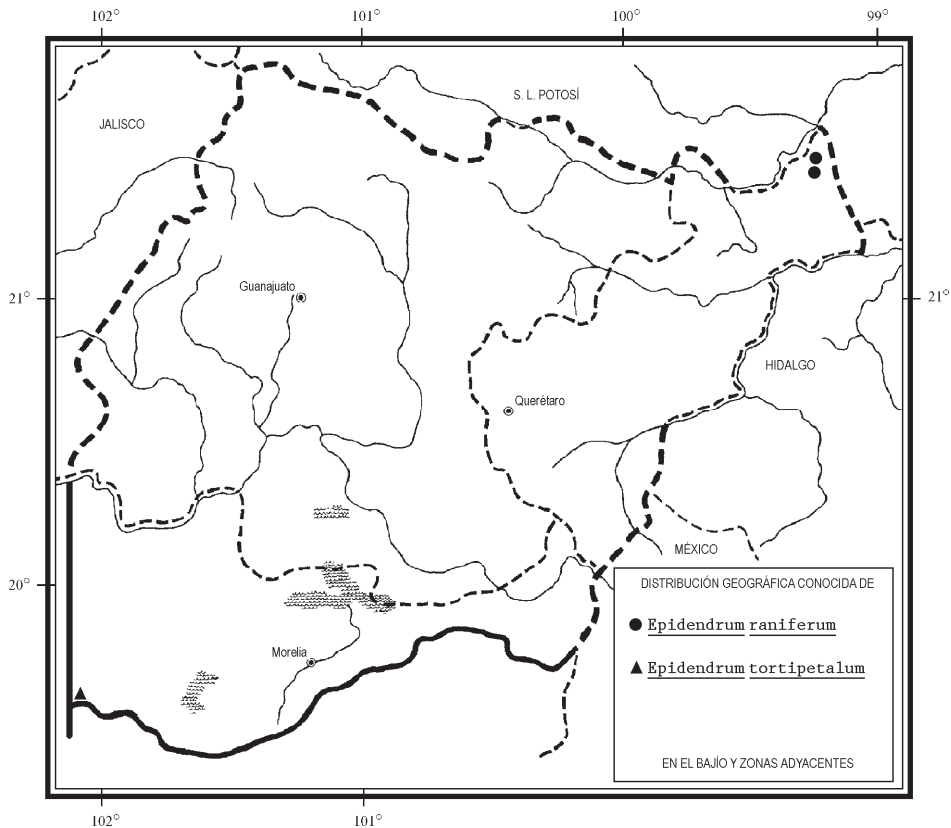 102°
101°
100°
99°
S. L. POTOSÍ
JALISCO
Guanajuato
21°
21°
HIDALGO
Querétaro
MÉXICO
20°
DISTRIBUCIÓN GEOGRÁFICA CONOCIDA DE
Epidendrum raniferum
Morelia
Epidendrum tortipetalum
EN EL BAJÍO Y ZONAS ADYACENTES
102°
101°